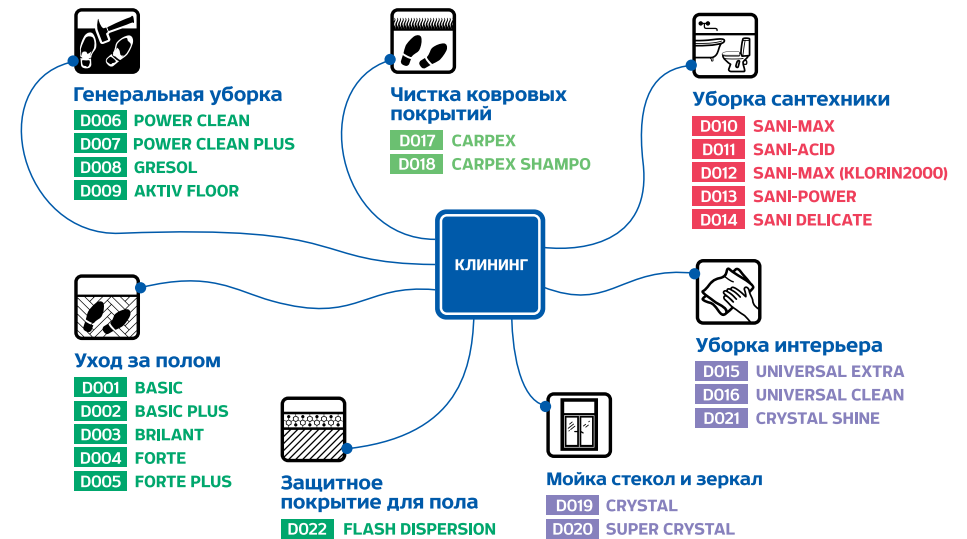 Генеральная уборка
D006 POWER CLEAN
D007 POWER CLEAN PLUS
D008 GRESOL
D009 AKTIV FLOOR
Чистка ковровых
покрытий
D017 CARPEX
D018 CARPEX SHAMPO
Уборка сантехники
D010 SANI-MAX
D011 SANI-ACID
D012 SANI-MAX (KLORIN2000)
D013 SANI-POWER
D014 SANI DELICATE
КЛИНИНГ
Уход за полом
D001 BASIC
D002 BASIC PLUS
D003 BRILANT
D004 FORTE
D005 FORTE PLUS
Защитное
покрытие для пола
D022 FLASH DISPERSION
Мойка стекол и зеркал
D019 CRYSTAL
D020 SUPER CRYSTAL
Уборка интерьера
D015 UNIVERSAL EXTRA
D016 UNIVERSAL CLEAN
D021 CRYSTAL SHINE